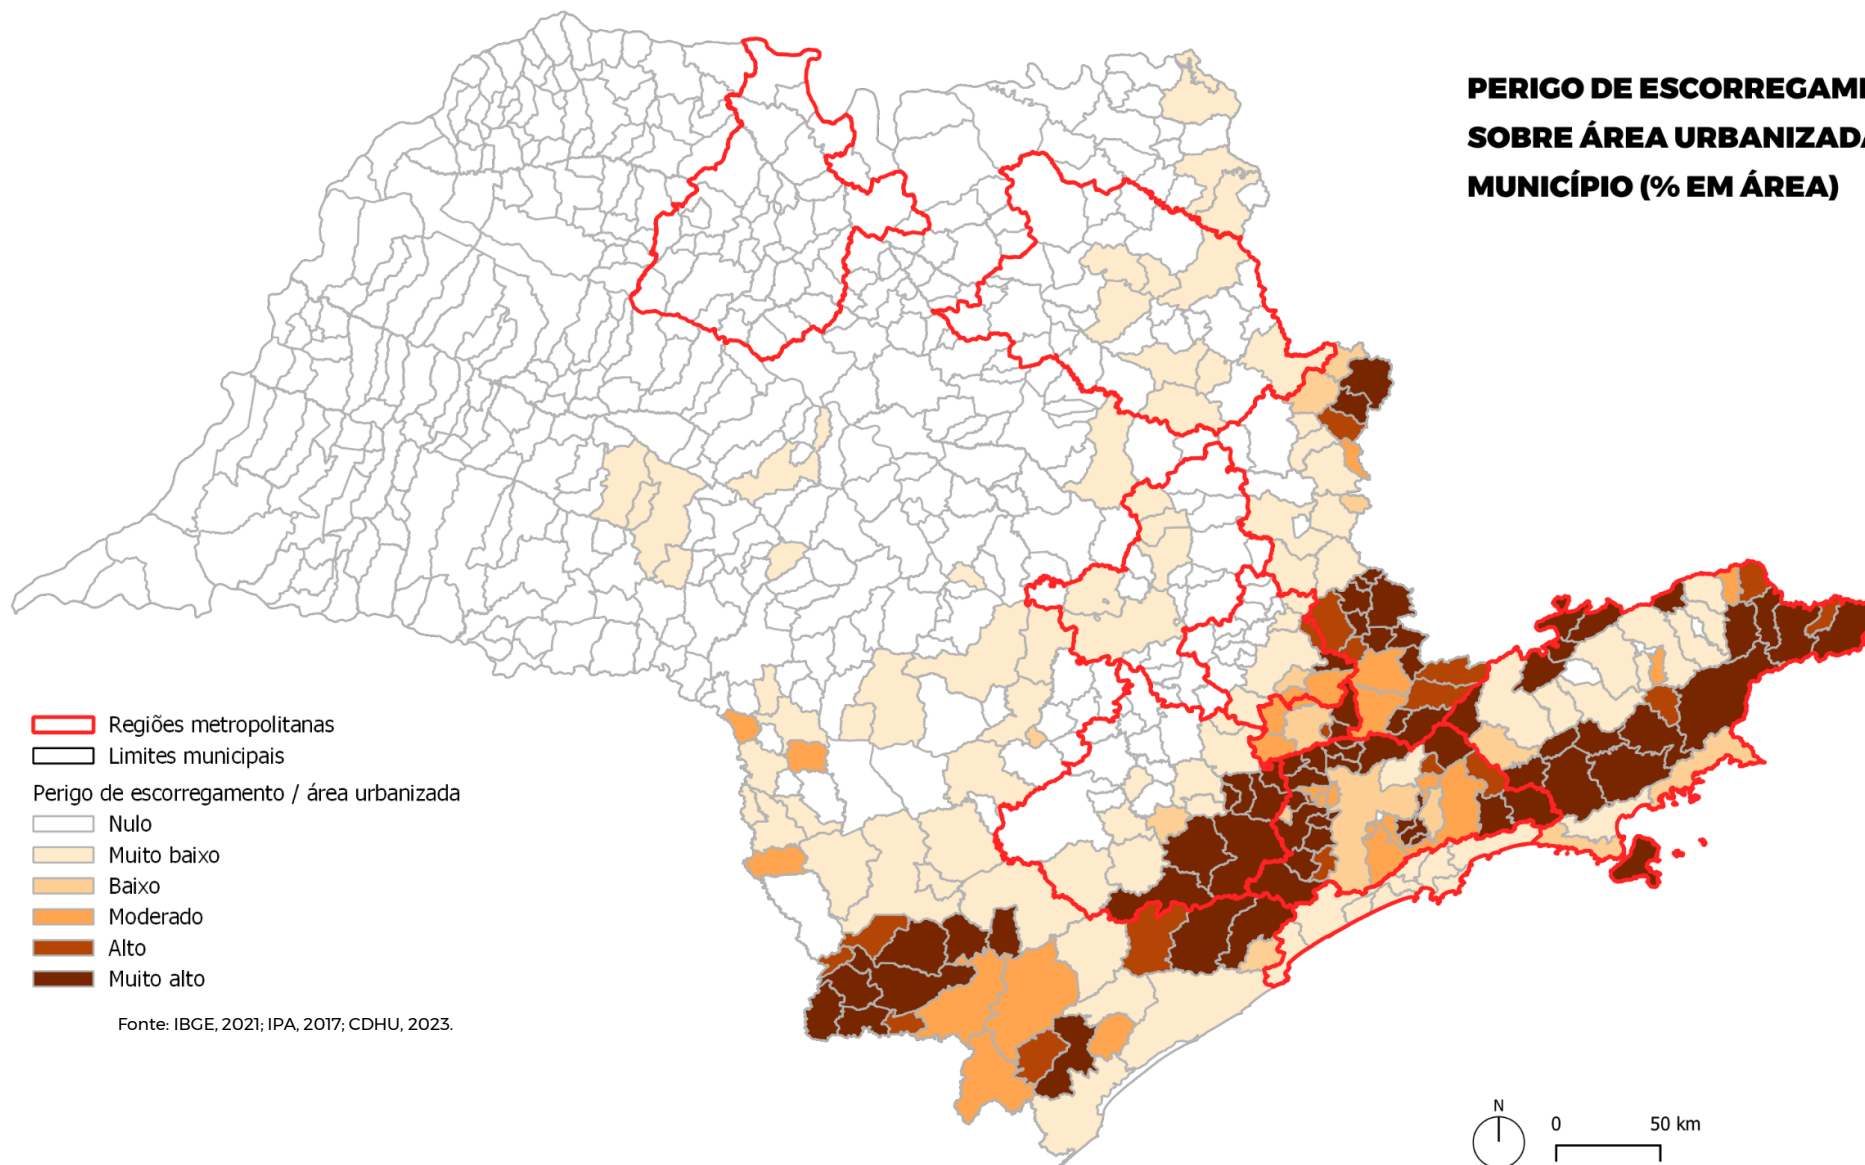 PERIGO DE ESCORREGAM
SOBRE ÁREA URBANIZADA
MUNICÍPIO (% EM ÁREA)
Regiões metropolitanas
Limites municipais
Perigo de escorregamento / área urbanizada
Nulo
Muito baixo
Baixo
Moderado
Alto
Muito alto
Fonte: IBGE, 2021; IPA, 2017; CDHU, 2023.
N
0 50 km